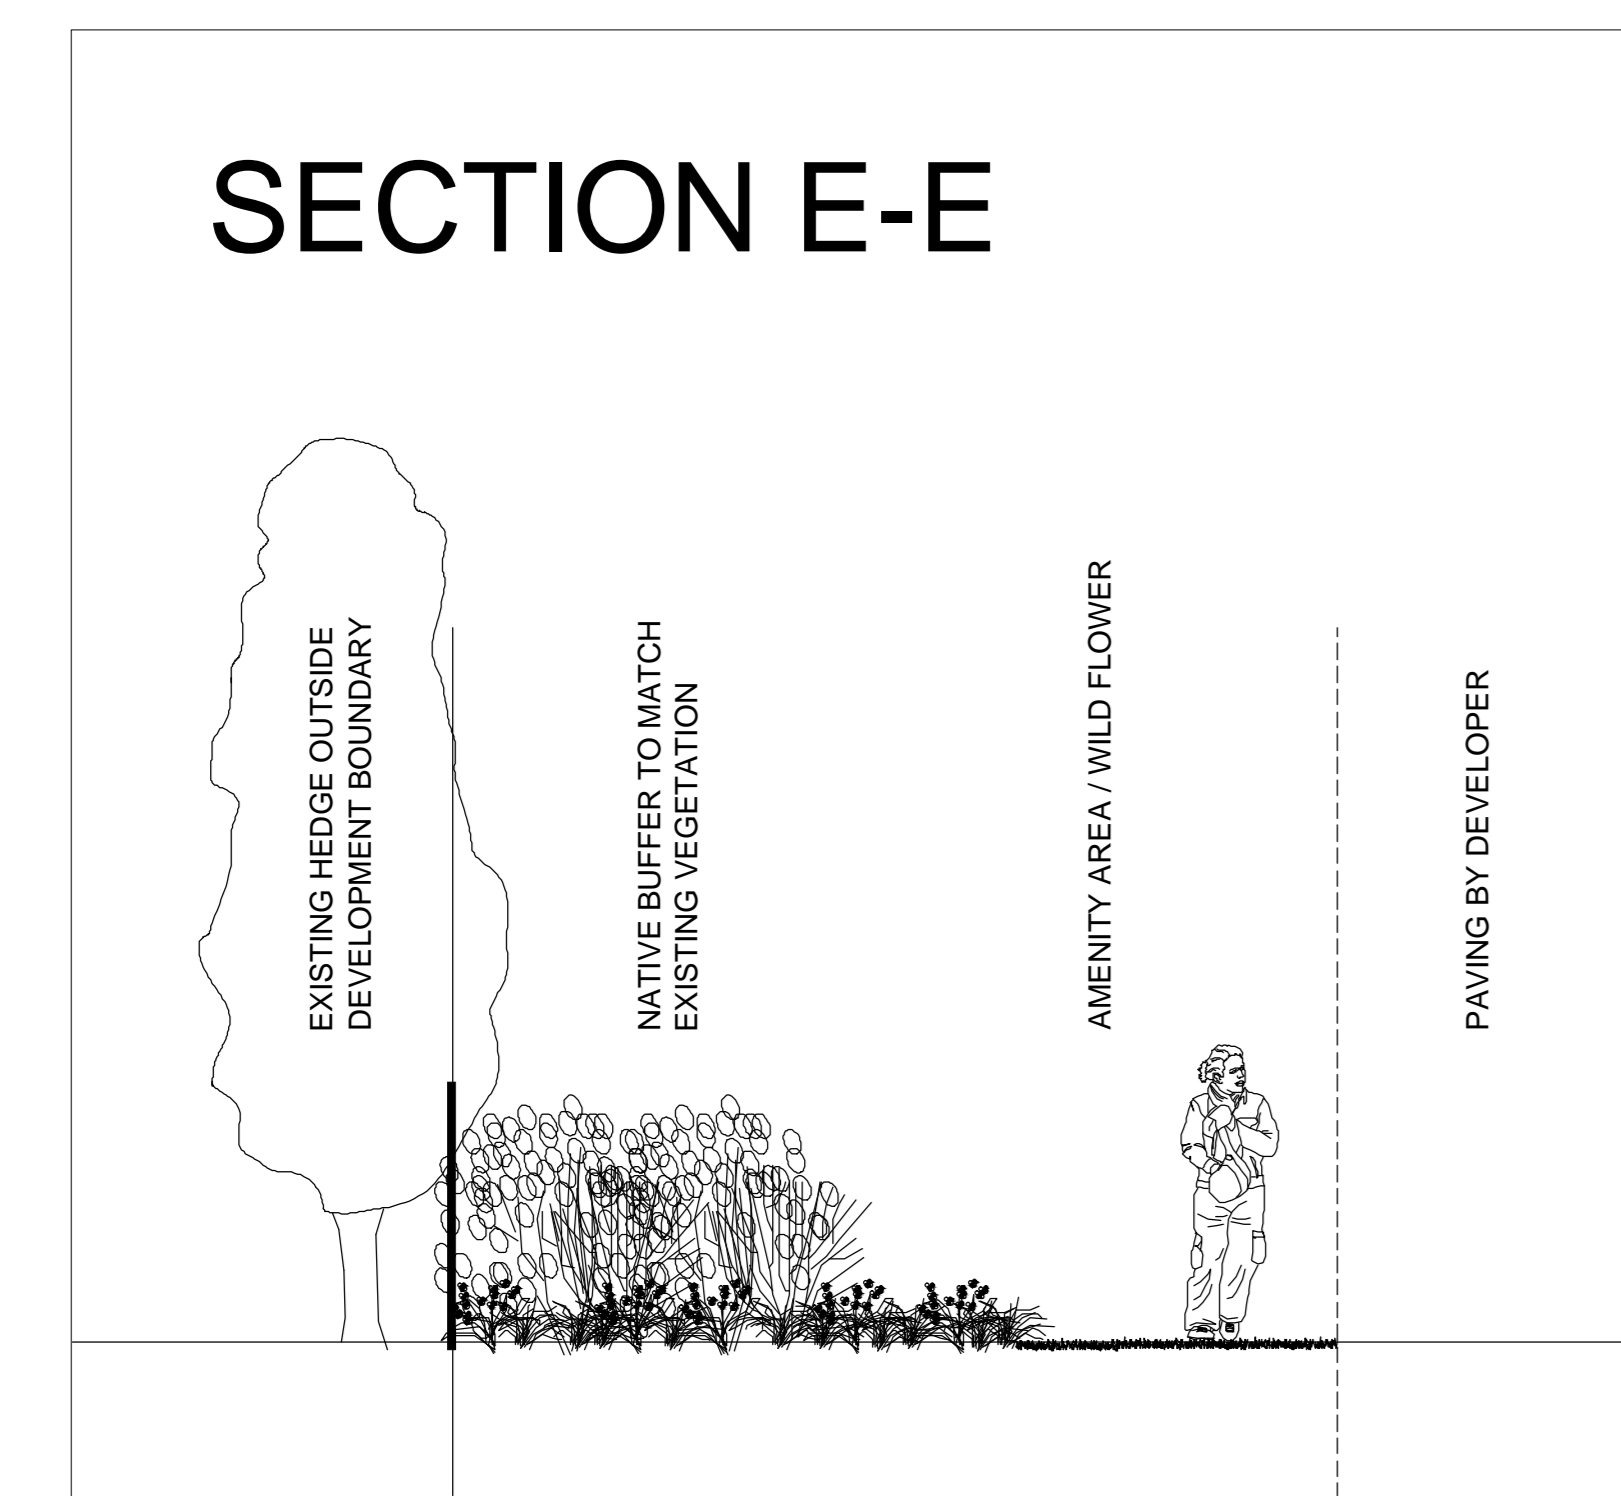 SECTION E-E
EXISTING HEDGE OUTSIDE
DEVELOPMENT BOUNDARY
NATIVE BUFFER TO MATCH
EXISTING VEGETATION
AMENITY AREA / WILD FLOWER
PAVING BY DEVELOPER